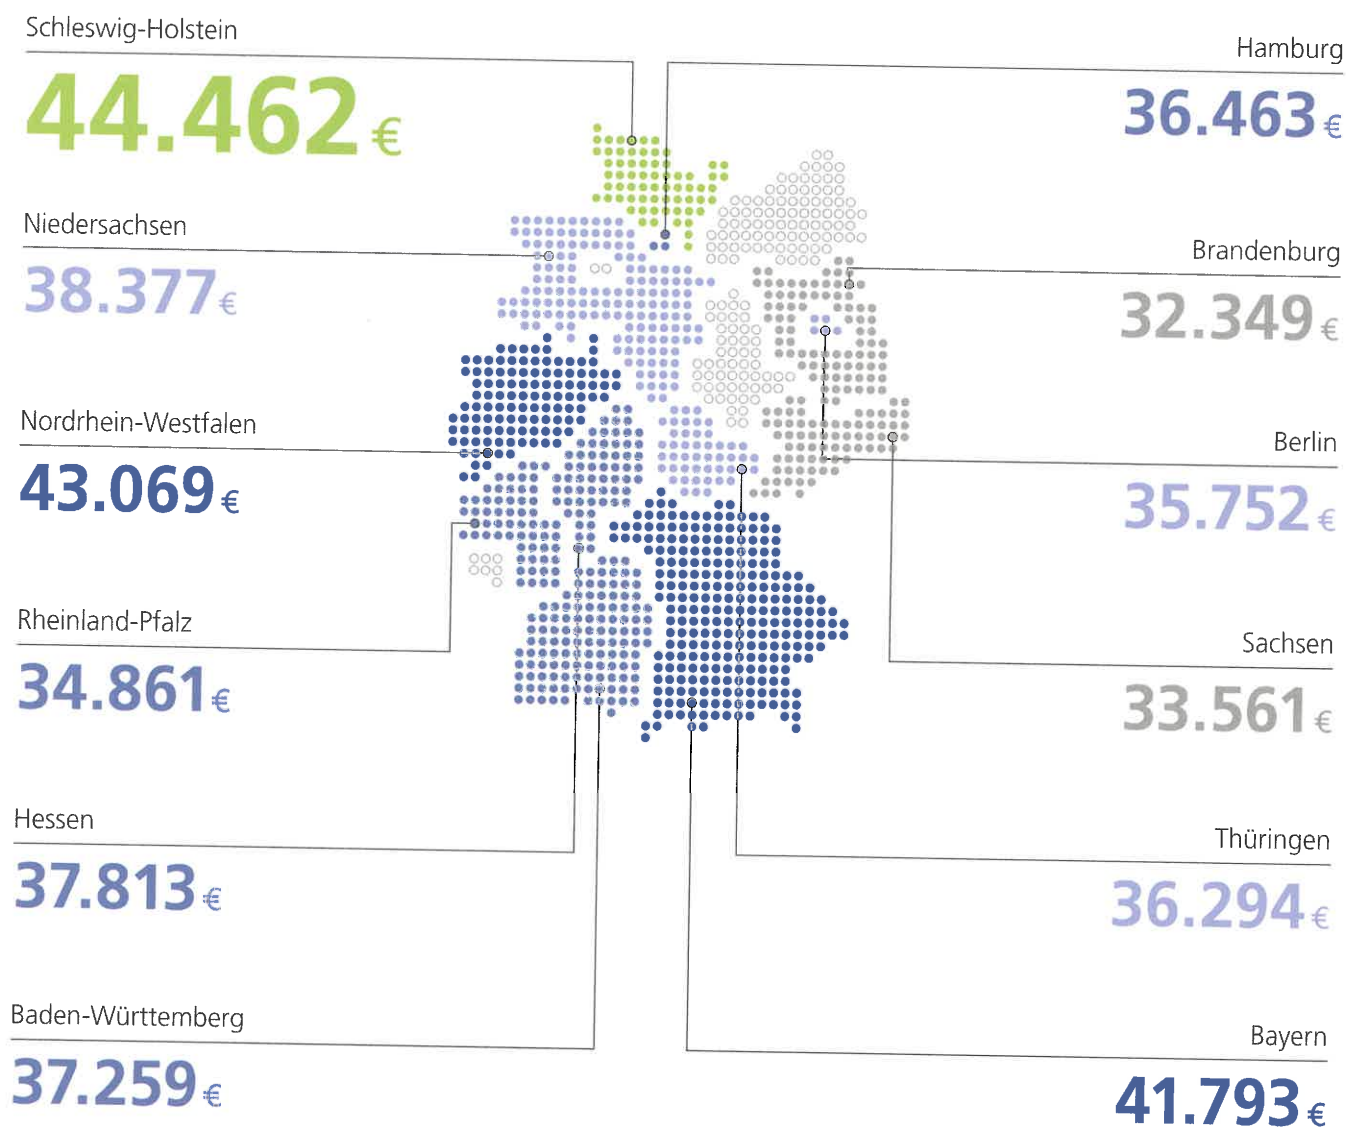 Schleswig-Holstein
44.462 €
Niedersachsen
38.377 €
Nordrhein-Westfalen
43.069 €
Rheinland-Pfalz
34.861 €
Hessen
37.813 €
Baden-Württemberg
37.259 €
Hamburg
36.463 €
Brandenburg
32.349 €
Berlin
35.752 €
Sachsen
33.561 €
Thüringen
36.294 €
Bayern
41.793 €